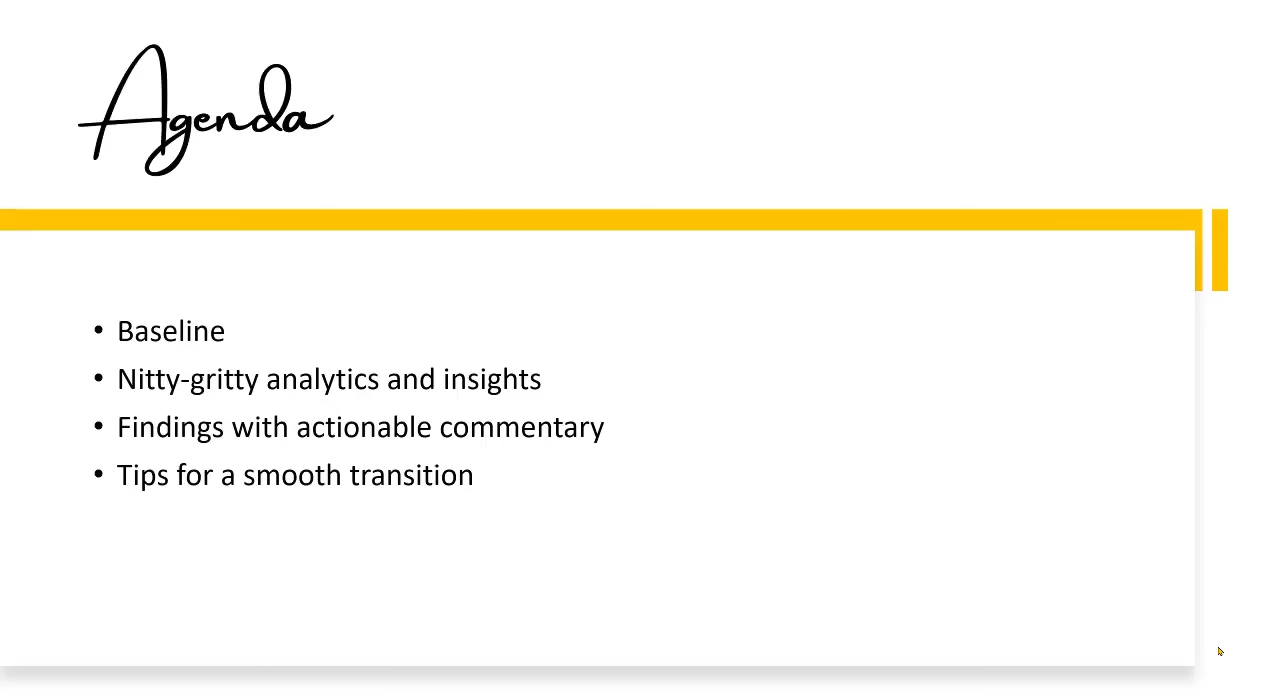 Agenda
• Baseline
• Nitty-gritty analytics and insights
• Findings with actionable commentary
• Tips for a smooth transition